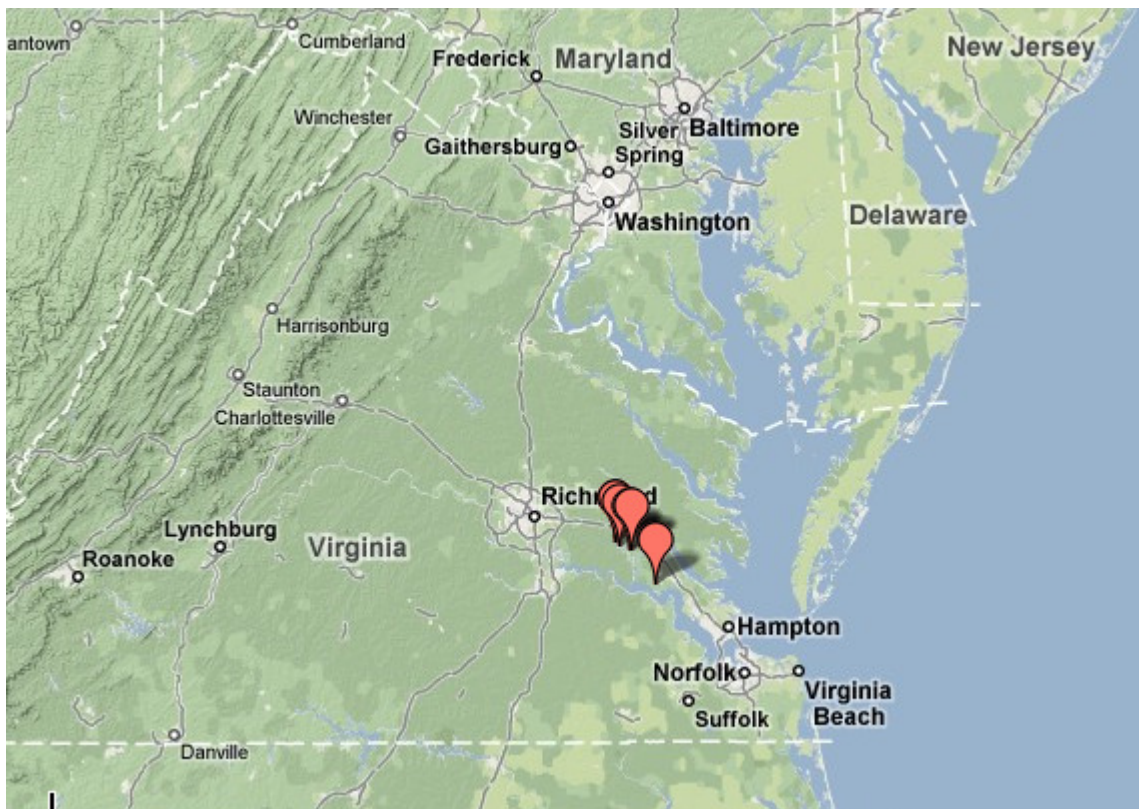 antown
Cumberland
Maryland
New Jersey
Frederick
Winchester
Silver
Spring
Baltimore
Gaithersburg
Washington
Delaware
Harrisonburg
Staunton
Charlottesville
Lynchburg
Roanoke
Virginia
Hampton
Norfolk
Virginia
Beach
Suffolk
Danville